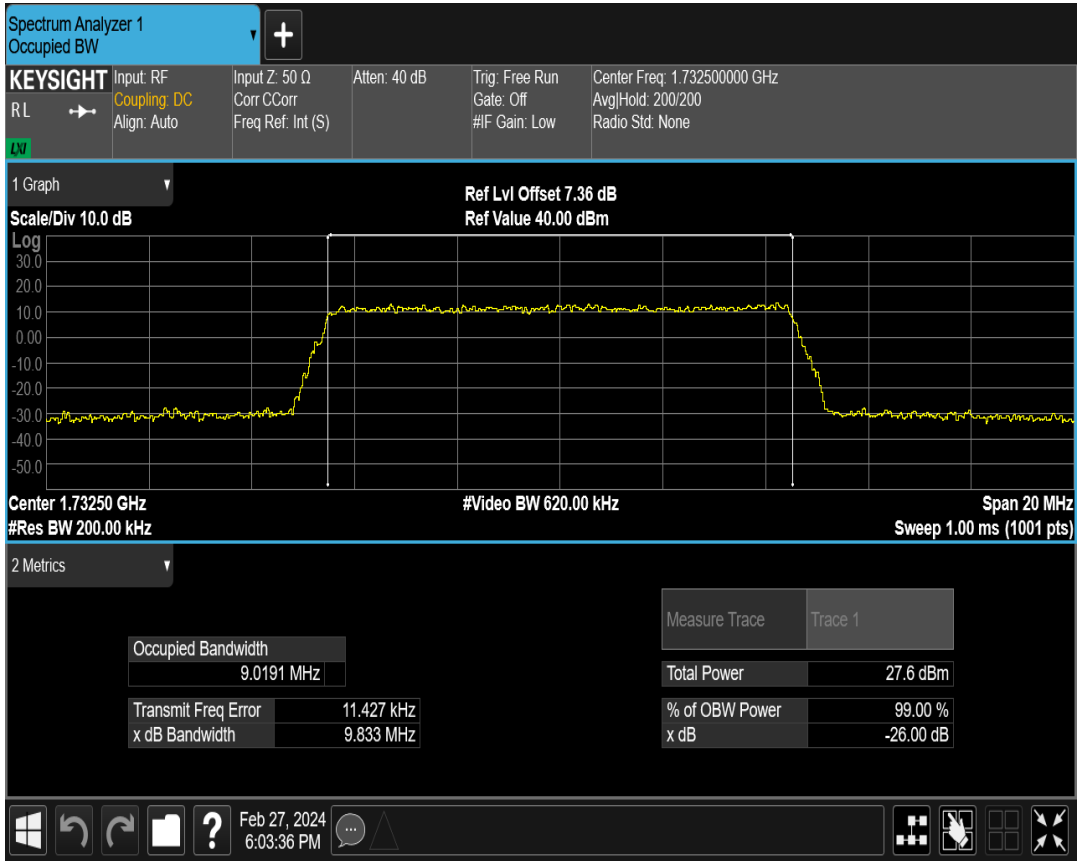 Spectrum Analyzer 1
Occupied BW
KEYSIGHT
R L
LXI
Input: RF
Coupling: DC
Align: Auto
Input Z: 50 Ω
Corr CCorr
Freq Ref: Int (S)
Atten: 40 dB
Trig: Free Run
Gate: Off
#IF Gain: Low
Center Freq: 1.732500000 GHz
Avg|Hold: 200/200
Radio Std: None
1 Graph
Scale/Div 10.0 dB
Ref Lvl Offset 7.36 dB
Ref Value 40.00 dBm
Log
30.0
20.0
10.0
0.00
-10.0
-20.0
-30.0
-40.0
-50.0
Center 1.73250 GHz
#Video BW 620.00 kHz
Span 20 MHz
#Res BW 200.00 kHz
Sweep 1.00 ms (1001 pts)
2 Metrics
Measure Trace Trace 1
Occupied Bandwidth
9.0191 MHz
Total Power 27.6 dBm
Transmit Freq Error 11.427 kHz
% of OBW Power 99.00 %
x dB Bandwidth 9.833 MHz
x dB -26.00 dB
Feb 27, 2024
6:03:36 PM